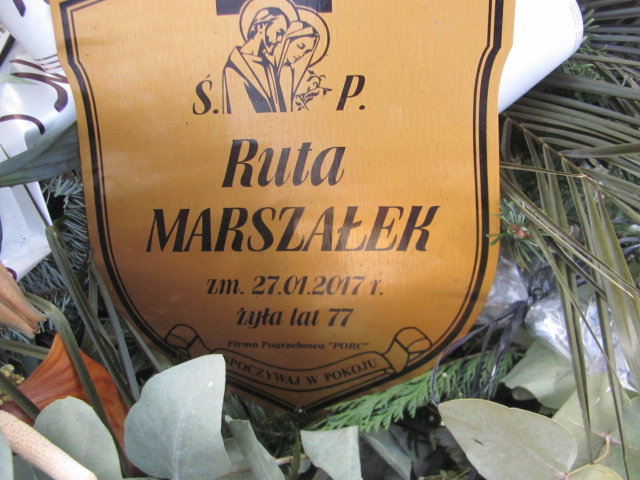 Ś. P.
Ruta
MARSZAŁEK
zm. 27.01.2017 r.
żyła lat 77
Firma Pogrzebowa "PORC"
SPOCZYWAJ W POKOJU